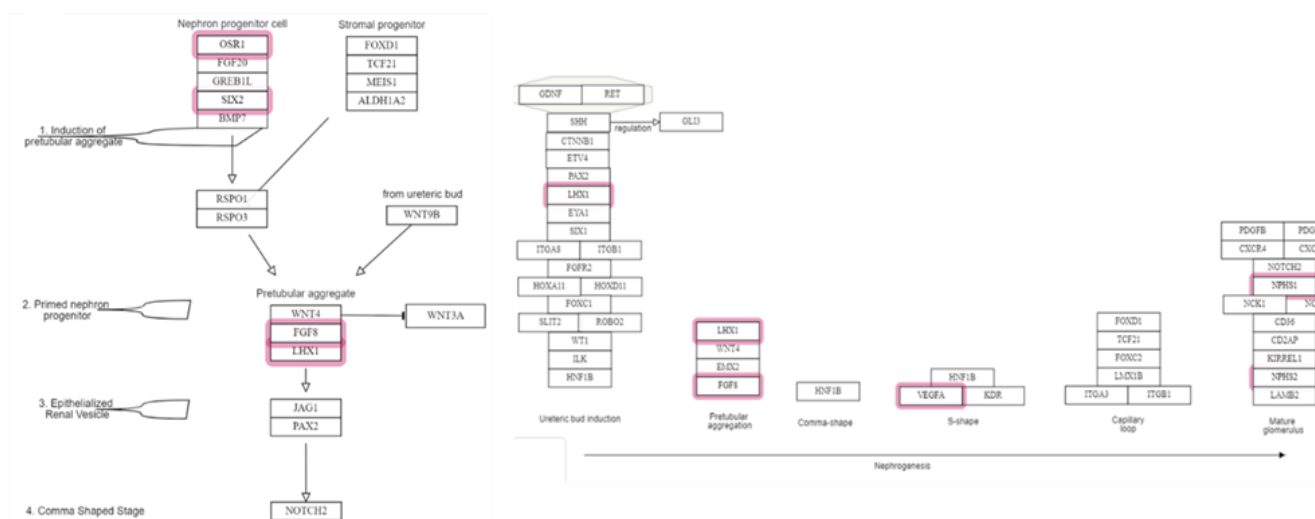 Nephron progenitor cell
OSR1
FGF20
GREB1L
SIX2
BMP7
Stromal progenitor
FOXD1
TCF21
MEIS1
ALDH1A2
1. Induction of
pretubular aggregate
RSPO1
RSPO3
from ureteric bud
WNT9B
2. Primed nephron
progenitor
Pretubular aggregate
WNT4
FGF8
LHX1
WNT3A
3. Epithelialized
Renal Vesicle
JAG1
PAX2
4. Comma Shaped Stage
NOTCH2
GDNF RET
SHH
regulation
GLI3
CTNNB1
ETV4
PAX2
LHX1
EYA1
SIX1
ITGA8 ITGB1
FGFR2
HOXA11 HOXD11
FOXC1
SLIT2 ROBO2
WT1
ILK
HNF1B
Ureteric bud induction
LHX1
WNT4
EMX2
FGF8
Pretubular
aggregation
HNF1B
Comma-shape
HNF1B
VEGFA KDR
S-shape
FOXD1
TCF21
FOXC2
LMX1B
ITGA3 ITGB1
Capillary
loop
PDGFB PDG
CXCR4 CXC
NOTCH2
NPHS1
NCK1 NC
CD36
CD2AP
KIRREL1
NPHS2
LAMB2
Mature
glomerulus
Nephrogenesis